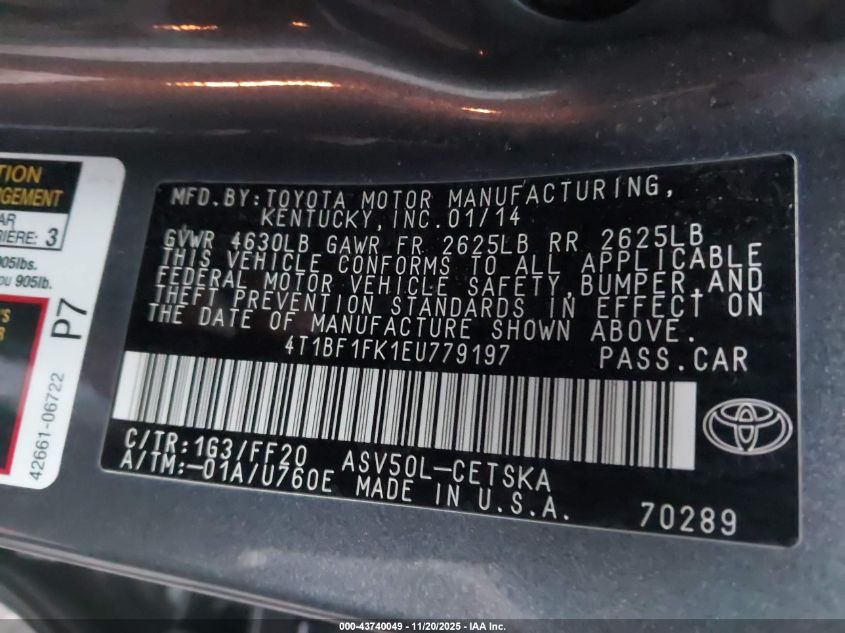 TION
GEMENT
AR
RIÈRE: 3
905lbs.
ou 905lb.
'S
R
P7
42661-06722
MFD.BY:TOYOTA MOTOR MANUFACTURING,
KENTUCKY,INC.01/14
GVWR 4630LB GAWR FR 2625LB RR 2625LB
THIS VEHICLE CONFORMS TO ALL APPLICABLE
FEDERAL MOTOR VEHICLE SAFETY,BUMPER,AND
THEFT PREVENTION STANDARDS IN EFFECT ON
THE DATE OF MANUFACTURE SHOWN ABOVE.
4T1BF1FK1EU779197 PASS.CAR
C/TR:1G3/FF20 ASV50L-CETSKA
A/TM:-01A/U760E MADE IN U.S.A.
70289
000-43740049 - 11/20/2025 - IAA Inc.